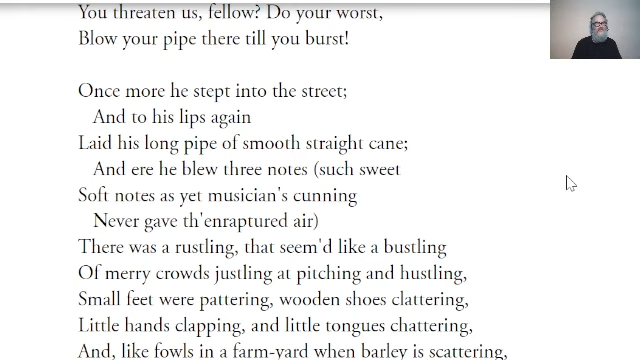 You threaten us, fellow? Do your worst,
Blow your pipe there till you burst!
Once more he stept into the street;
And to his lips again
Laid his long pipe of smooth straight cane;
And ere he blew three notes (such sweet
Soft notes as yet musician's cunning
Never gave th'enraptured air)
There was a rustling, that seem'd like a bustling
Of merry crowds justling at pitching and hustling,
Small feet were pattering, wooden shoes clattering,
Little hands clapping, and little tongues chattering,
And, like fowls in a farm-yard when barley is scattering,